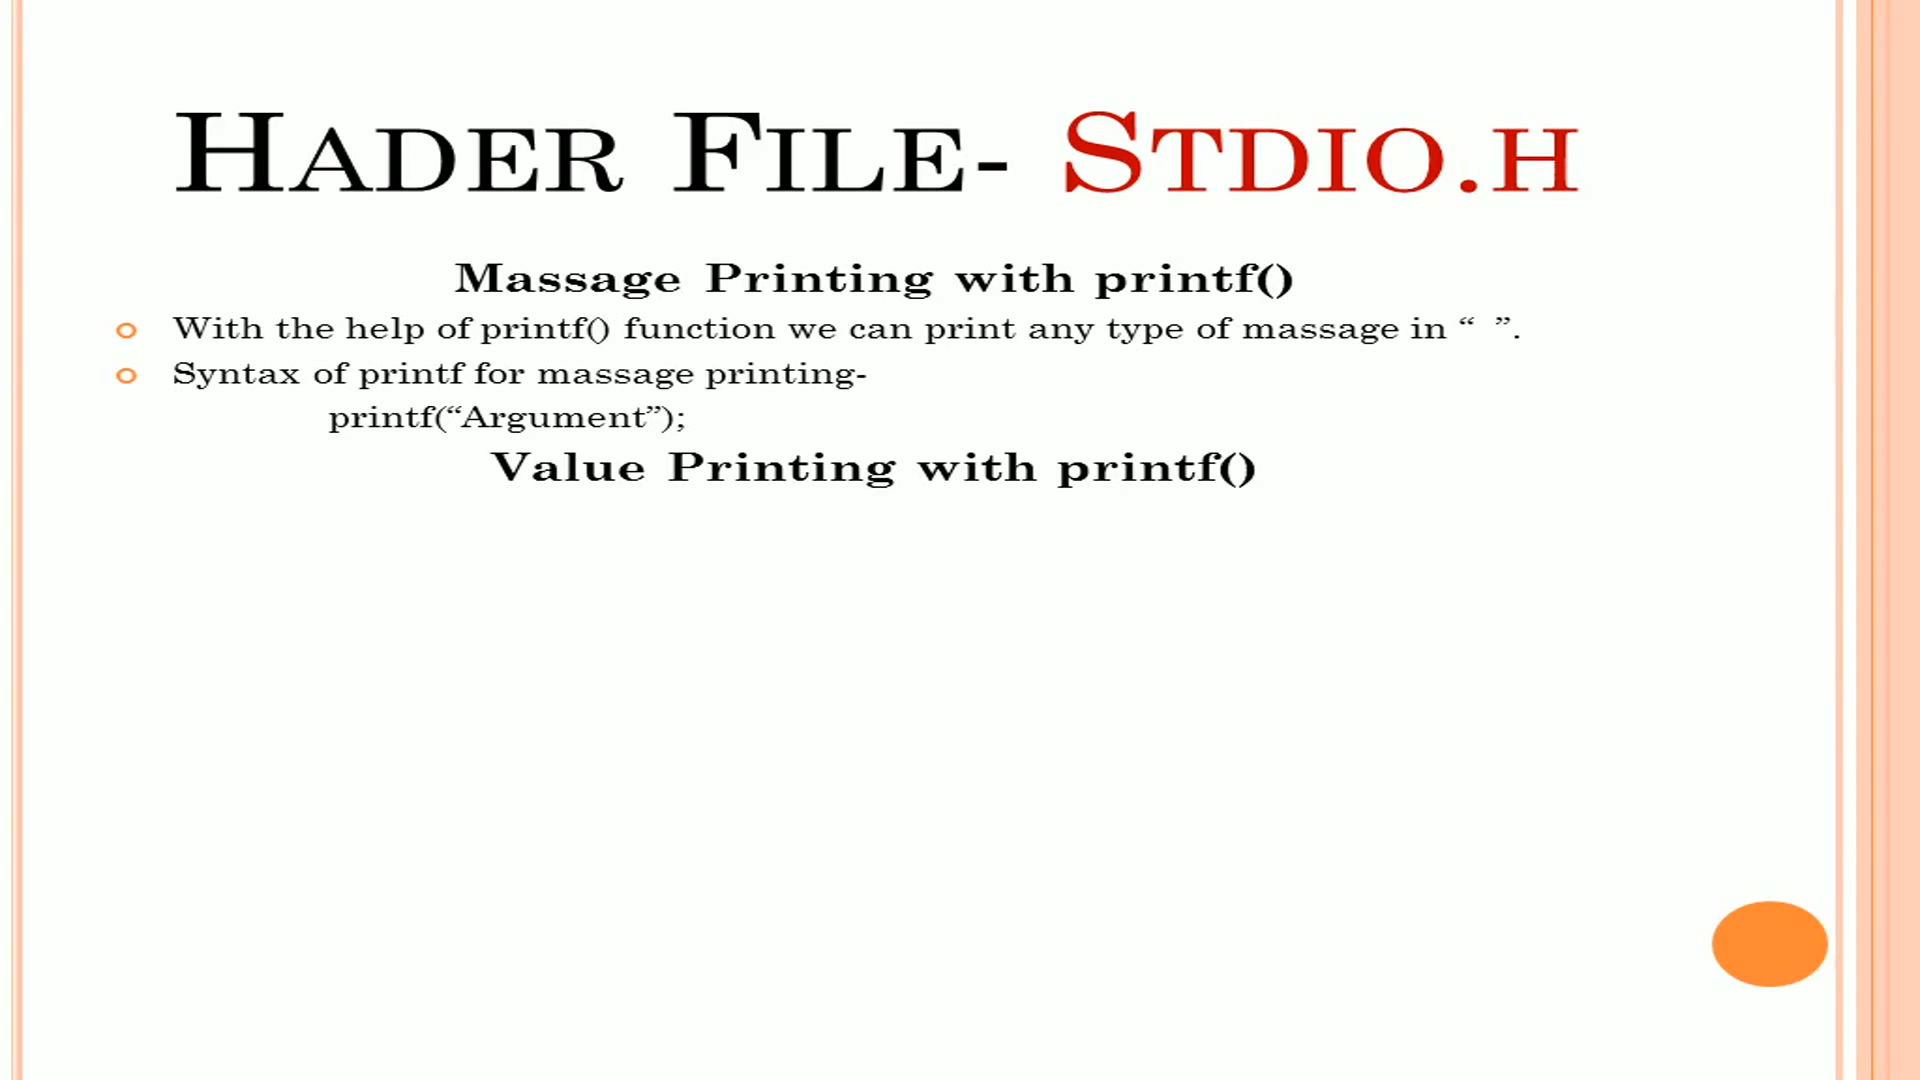 Hader File- Stdio.h
Massage Printing with printf()
With the help of printf() function we can print any type of massage in “ ”.
Syntax of printf for massage printing-
printf(“Argument”);
Value Printing with printf()